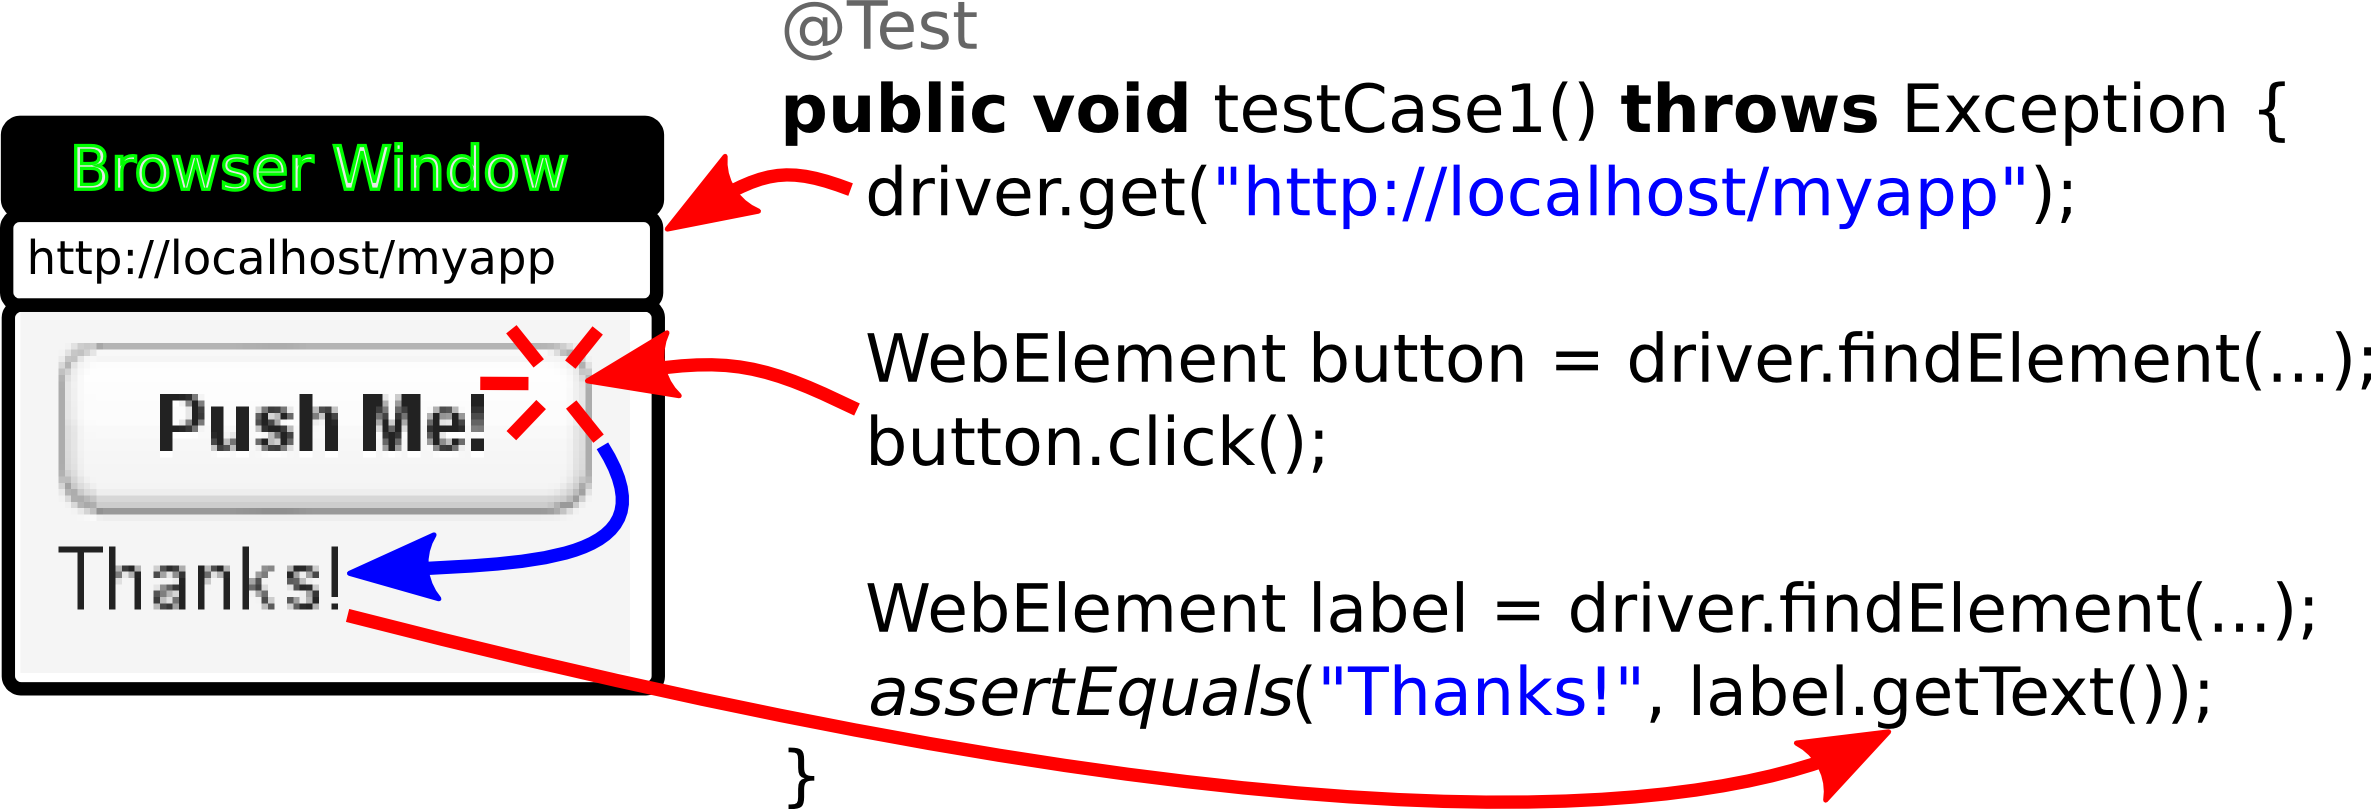 Browser Window
http://localhost/myapp
Push Me!
Thanks!
@Test
public void testCase1() throws Exception {
driver.get("http://localhost/myapp");
WebElement button = driver.findElement(...);
button.click();
WebElement label = driver.findElement(...);
assertEquals("Thanks!", label.getText());
}